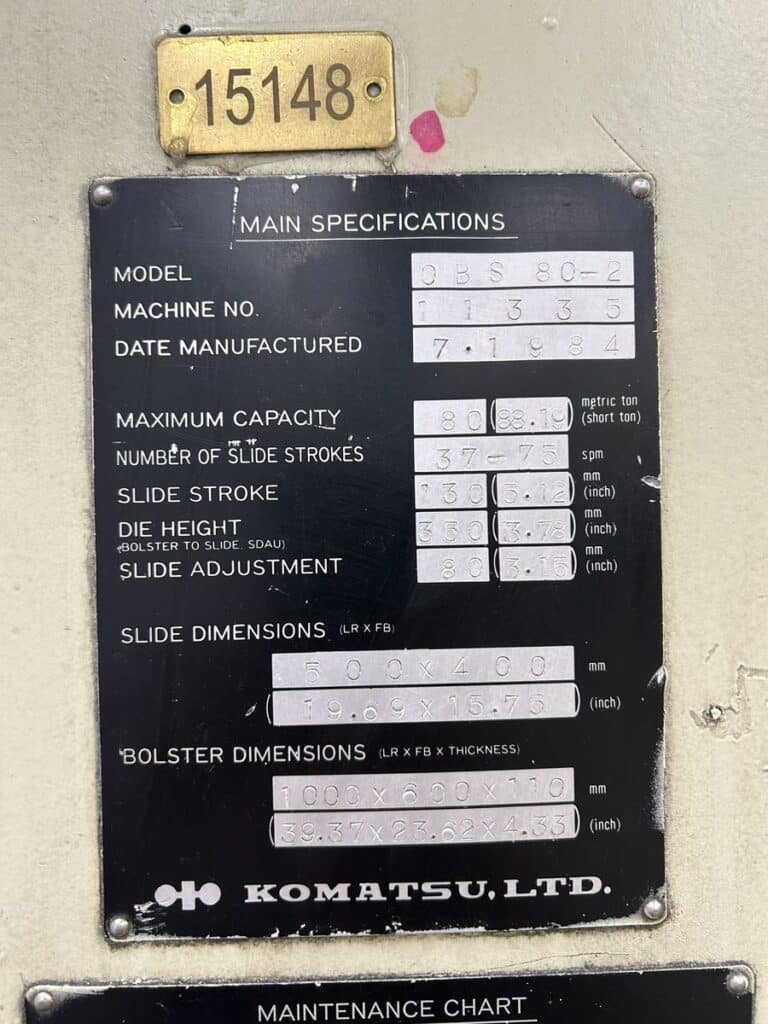 15148
MAIN SPECIFICATIONS
MODEL OBS 80-2
MACHINE NO. 11335
DATE MANUFACTURED 7.1984
MAXIMUM CAPACITY 80 (88.19) metric ton (short ton)
NUMBER OF SLIDE STROKES 37-75 spm
SLIDE STROKE 130 (5.12) mm (inch)
DIE HEIGHT 350 (3.78) mm (inch)
(BOLSTER TO SLIDE. SDAU)
SLIDE ADJUSTMENT 80 (3.15) mm (inch)
SLIDE DIMENSIONS (LR X FB)
500x400 mm
(19.69x15.75) (inch)
BOLSTER DIMENSIONS (LR X FB X THICKNESS)
1000x600x110 mm
(39.37x23.62x4.33) (inch)
KOMATSU, LTD.
MAINTENANCE CHART